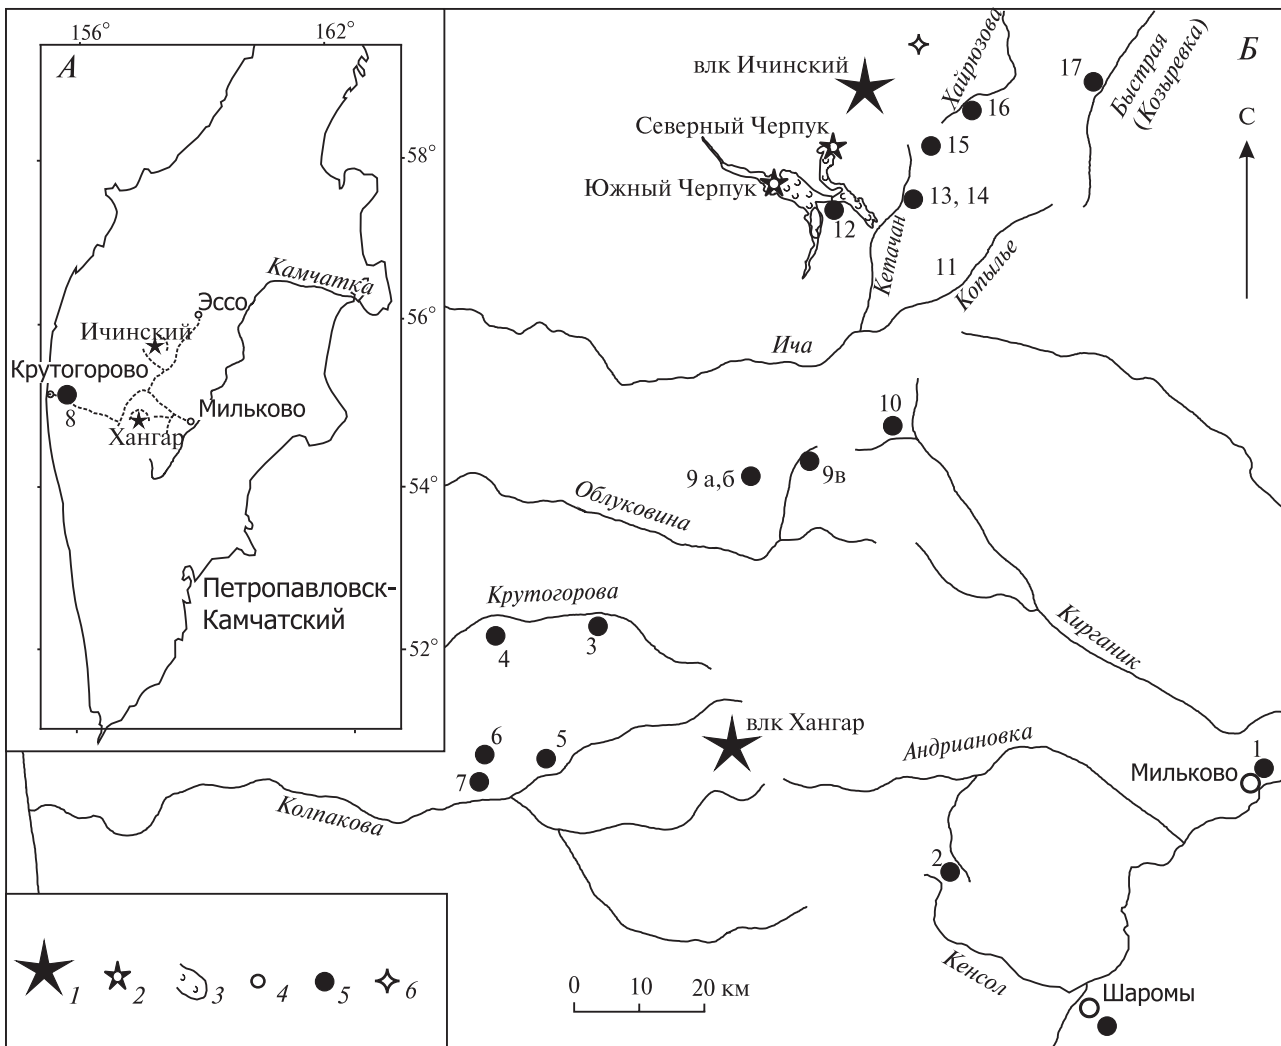 156°
162°
А
58°
56°
54°
52°
Камчатка
Эссо
Ичинский
Крутогорово
8
Мильково
Хангар
Петропавловск-
Камчатский
Б
С
влк Ичинский
Хайрюзова
17
Быстрая
(Козыревка)
16
Северный Черпук
15
Южный Черпук
13, 14
12
Кетачан
11
Копылье
Ича
10
9 а,б
9в
Облуковина
Крутогорова
4
3
Кирганик
влк Хангар
6
5
7
Колпакова
Андриановка
1
Мильково
2
Кенсол
Шаромы
1
2
3
4
5
6
0
10
20 км